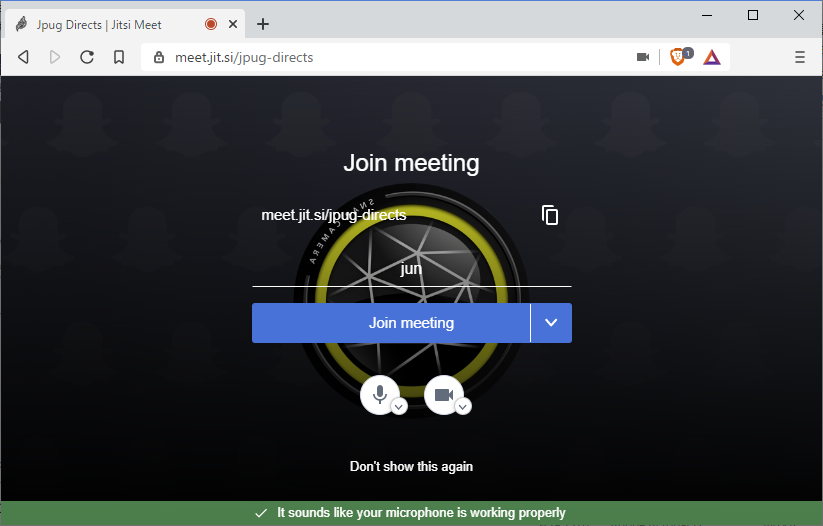 Jpug Directs | Jitsi Meet
meet.jit.si/jpug-directs
1
Join meeting
SNAP CAMERA
meet.jit.si/jpug-directs
jun
Join meeting
Don't show this again
It sounds like your microphone is working properly